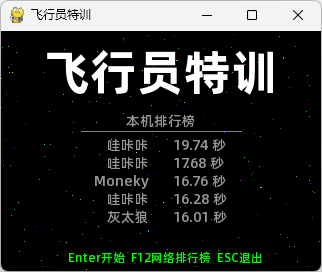 飞行员特训
飞行员特训
本机排行榜
哇咔咔 19.74 秒
哇咔咔 17.68 秒
Moneky 16.76 秒
哇咔咔 16.28 秒
灰太狼 16.01 秒
Enter开始 F12网络排行榜 ESC退出